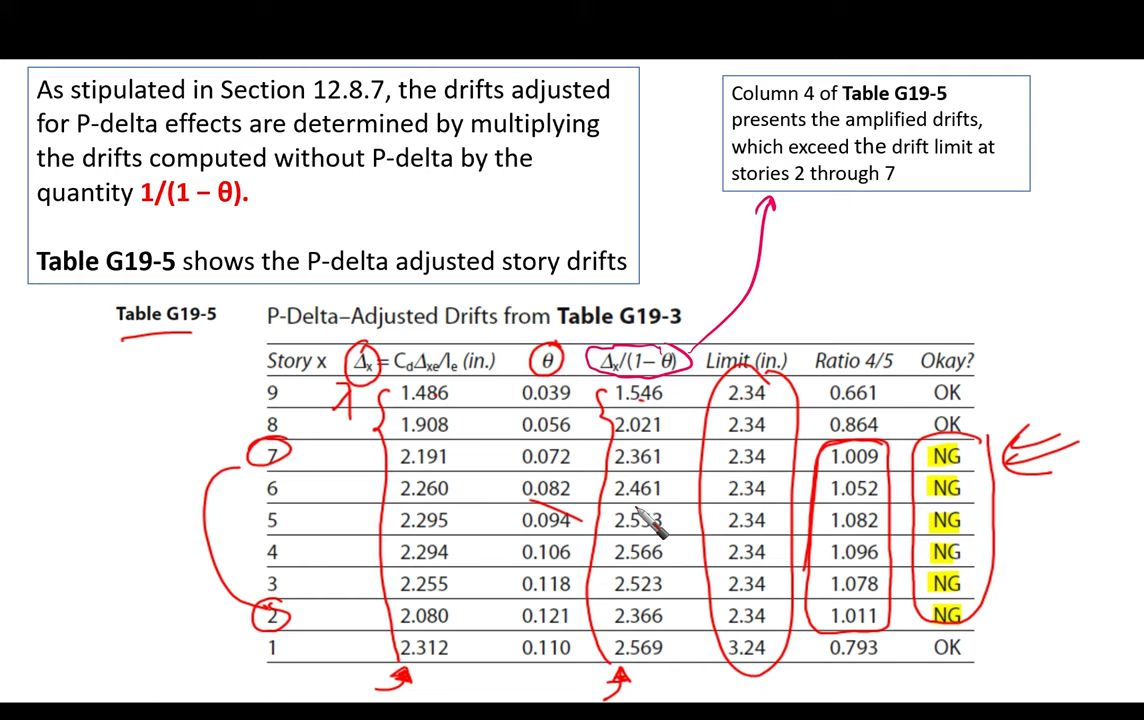 As stipulated in Section 12.8.7, the drifts adjusted
for P-delta effects are determined by multiplying
the drifts computed without P-delta by the
quantity 1/(1 − θ).
Table G19-5 shows the P-delta adjusted story drifts
Column 4 of Table G19-5
presents the amplified drifts,
which exceed the drift limit at
stories 2 through 7
Table G19-5 P-Delta–Adjusted Drifts from Table G19-3
Story x Δx = CdΔxe/Ie (in.) θ Δx/(1− θ) Limit (in.) Ratio 4/5 Okay?
9 1.486 0.039 1.546 2.34 0.661 OK
8 1.908 0.056 2.021 2.34 0.864 OK
7 2.191 0.072 2.361 2.34 1.009 NG
6 2.260 0.082 2.461 2.34 1.052 NG
5 2.295 0.094 2.34 1.082 NG
4 2.294 0.106 2.566 2.34 1.096 NG
3 2.255 0.118 2.523 2.34 1.078 NG
2 2.080 0.121 2.366 2.34 1.011 NG
1 2.312 0.110 2.569 3.24 0.793 OK